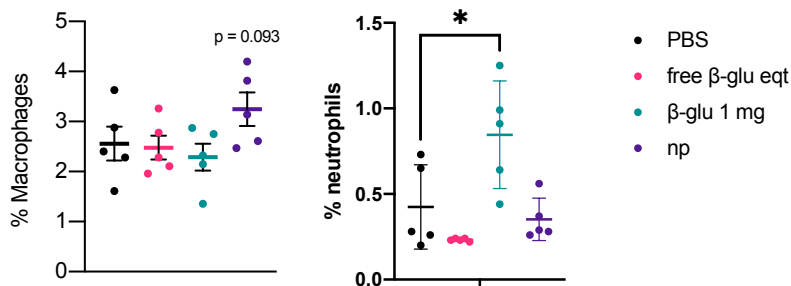 % Macrophages
5
4
3
2
1
0
p = 0.093
% neutrophils
1.5
1.0
0.5
0.0
*
PBS
free β-glu eqt
β-glu 1 mg
np